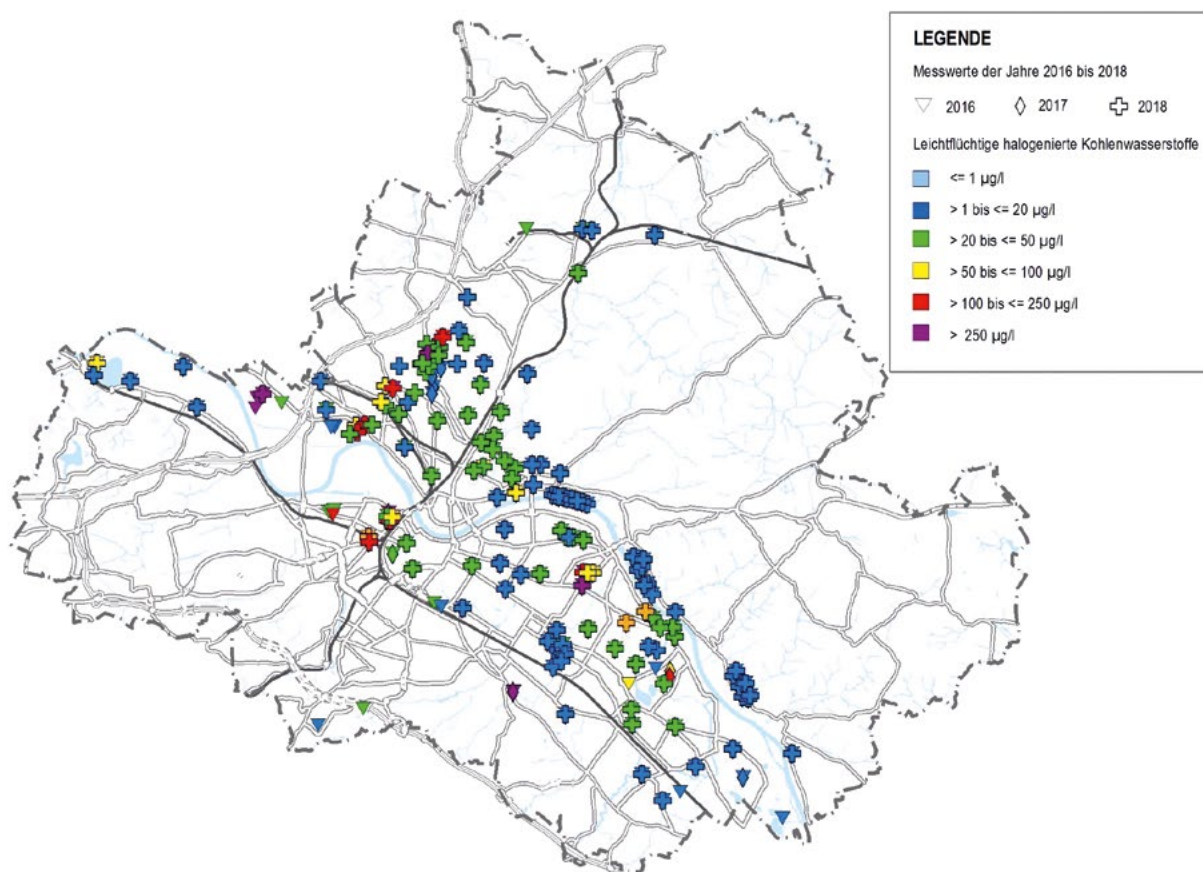 LEGENDE
Messwerte der Jahre 2016 bis 2018
2016 2017 2018
Leichtflüchtige halogenierte Kohlenwasserstoffe
<= 1 µg/l
> 1 bis <= 20 µg/l
> 20 bis <= 50 µg/l
> 50 bis <= 100 µg/l
> 100 bis <= 250 µg/l
> 250 µg/l